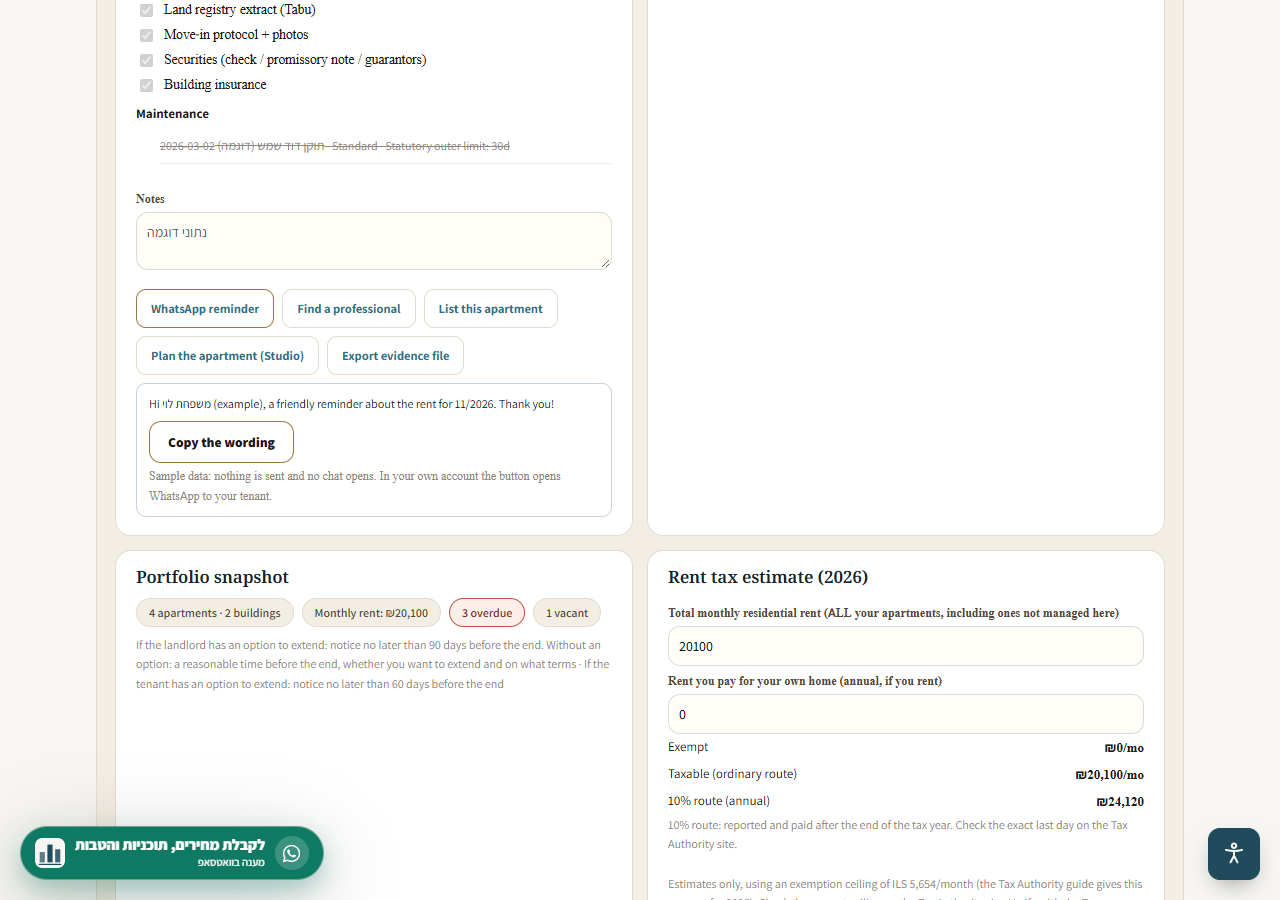 Land registry extract (Tabu)
Move-in protocol + photos
Securities (check / promissory note / guarantors)
Building insurance
Maintenance
2026-03-02 תוקן דוד שמש (דוגמה) · Standard · Statutory outer limit: 30d
Notes
נתוני דוגמה
WhatsApp reminder
Find a professional
List this apartment
Plan the apartment (Studio)
Export evidence file
Hi משפחת לוי (example), a friendly reminder about the rent for 11/2026. Thank you!
Copy the wording
Sample data: nothing is sent and no chat opens. In your own account the button opens
WhatsApp to your tenant.
Portfolio snapshot
4 apartments · 2 buildings
Monthly rent: ₪20,100
3 overdue
1 vacant
If the landlord has an option to extend: notice no later than 90 days before the end. Without an
option: a reasonable time before the end, whether you want to extend and on what terms · If the
tenant has an option to extend: notice no later than 60 days before the end
Rent tax estimate (2026)
Total monthly residential rent (ALL your apartments, including ones not managed here)
20100
Rent you pay for your own home (annual, if you rent)
0
Exempt
₪0/mo
Taxable (ordinary route)
₪20,100/mo
10% route (annual)
₪24,120
10% route: reported and paid after the end of the tax year. Check the exact last day on the Tax
Authority site.
Estimates only, using an exemption ceiling of ILS 5,654/month (the Tax Authority guide gives this
לקבלת מחירים, תוכניות והטבות
מענה בוואטסאפ